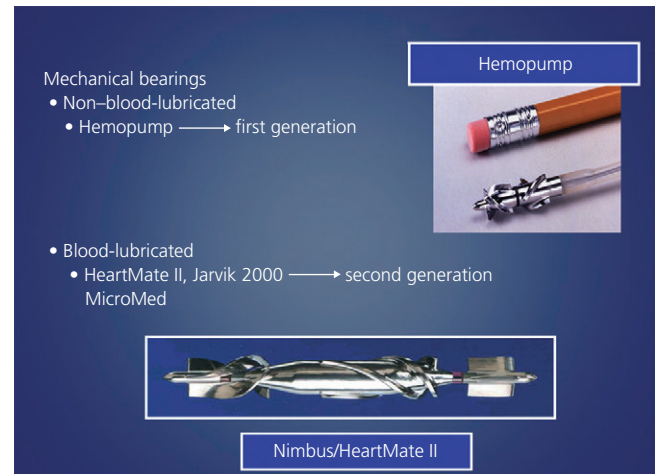 Hemopump
Mechanical bearings
• Non–blood-lubricated
• Hemopump ⟶ first generation
• Blood-lubricated
• HeartMate II, Jarvik 2000 ⟶ second generation
MicroMed
Nimbus/HeartMate II